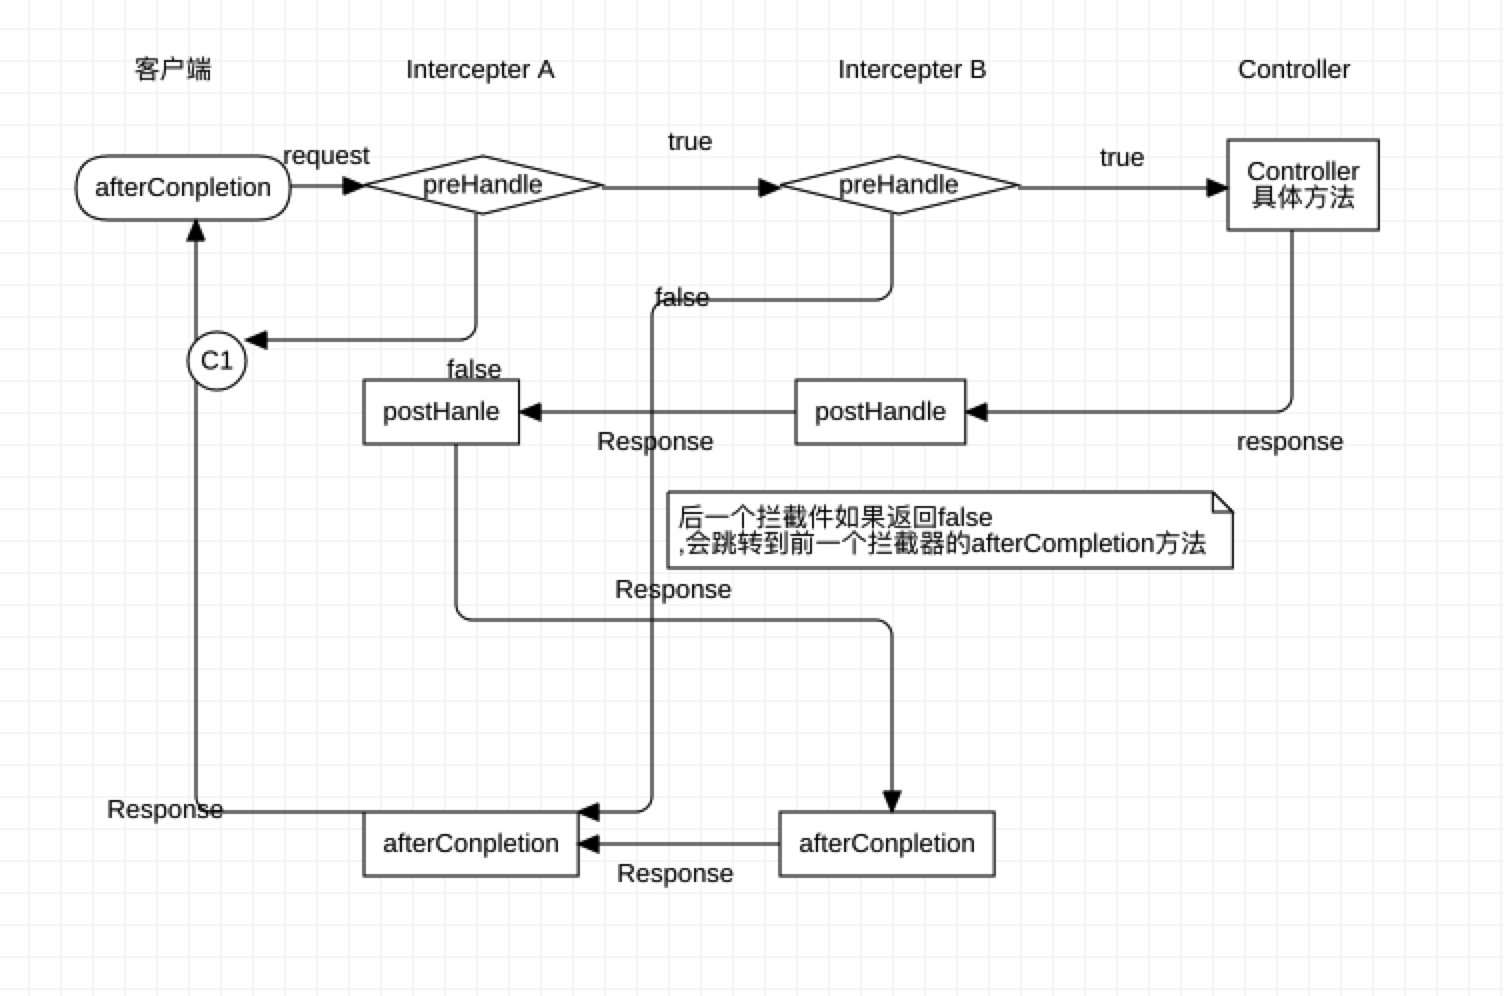 客户端
Intercepter A
Intercepter B
Controller
true
request
true
afterConpletion
preHandle
preHandle
Controller
具体方法
false
C1
false
postHanle
postHandle
Response
response
后一个拦截件如果返回false
,会跳转到前一个拦截器的afterCompletion方法
Response
Response
afterConpletion
afterConpletion
Response